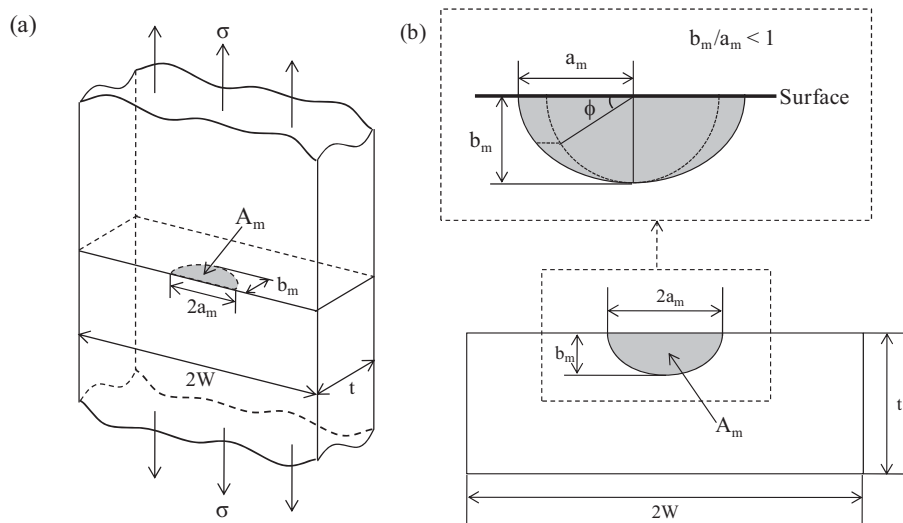 (a)
σ
A_m
b_m
2a_m
2W
t
σ
(b)
b_m/a_m < 1
a_m
Surface
ϕ
b_m
2a_m
b_m
A_m
t
2W